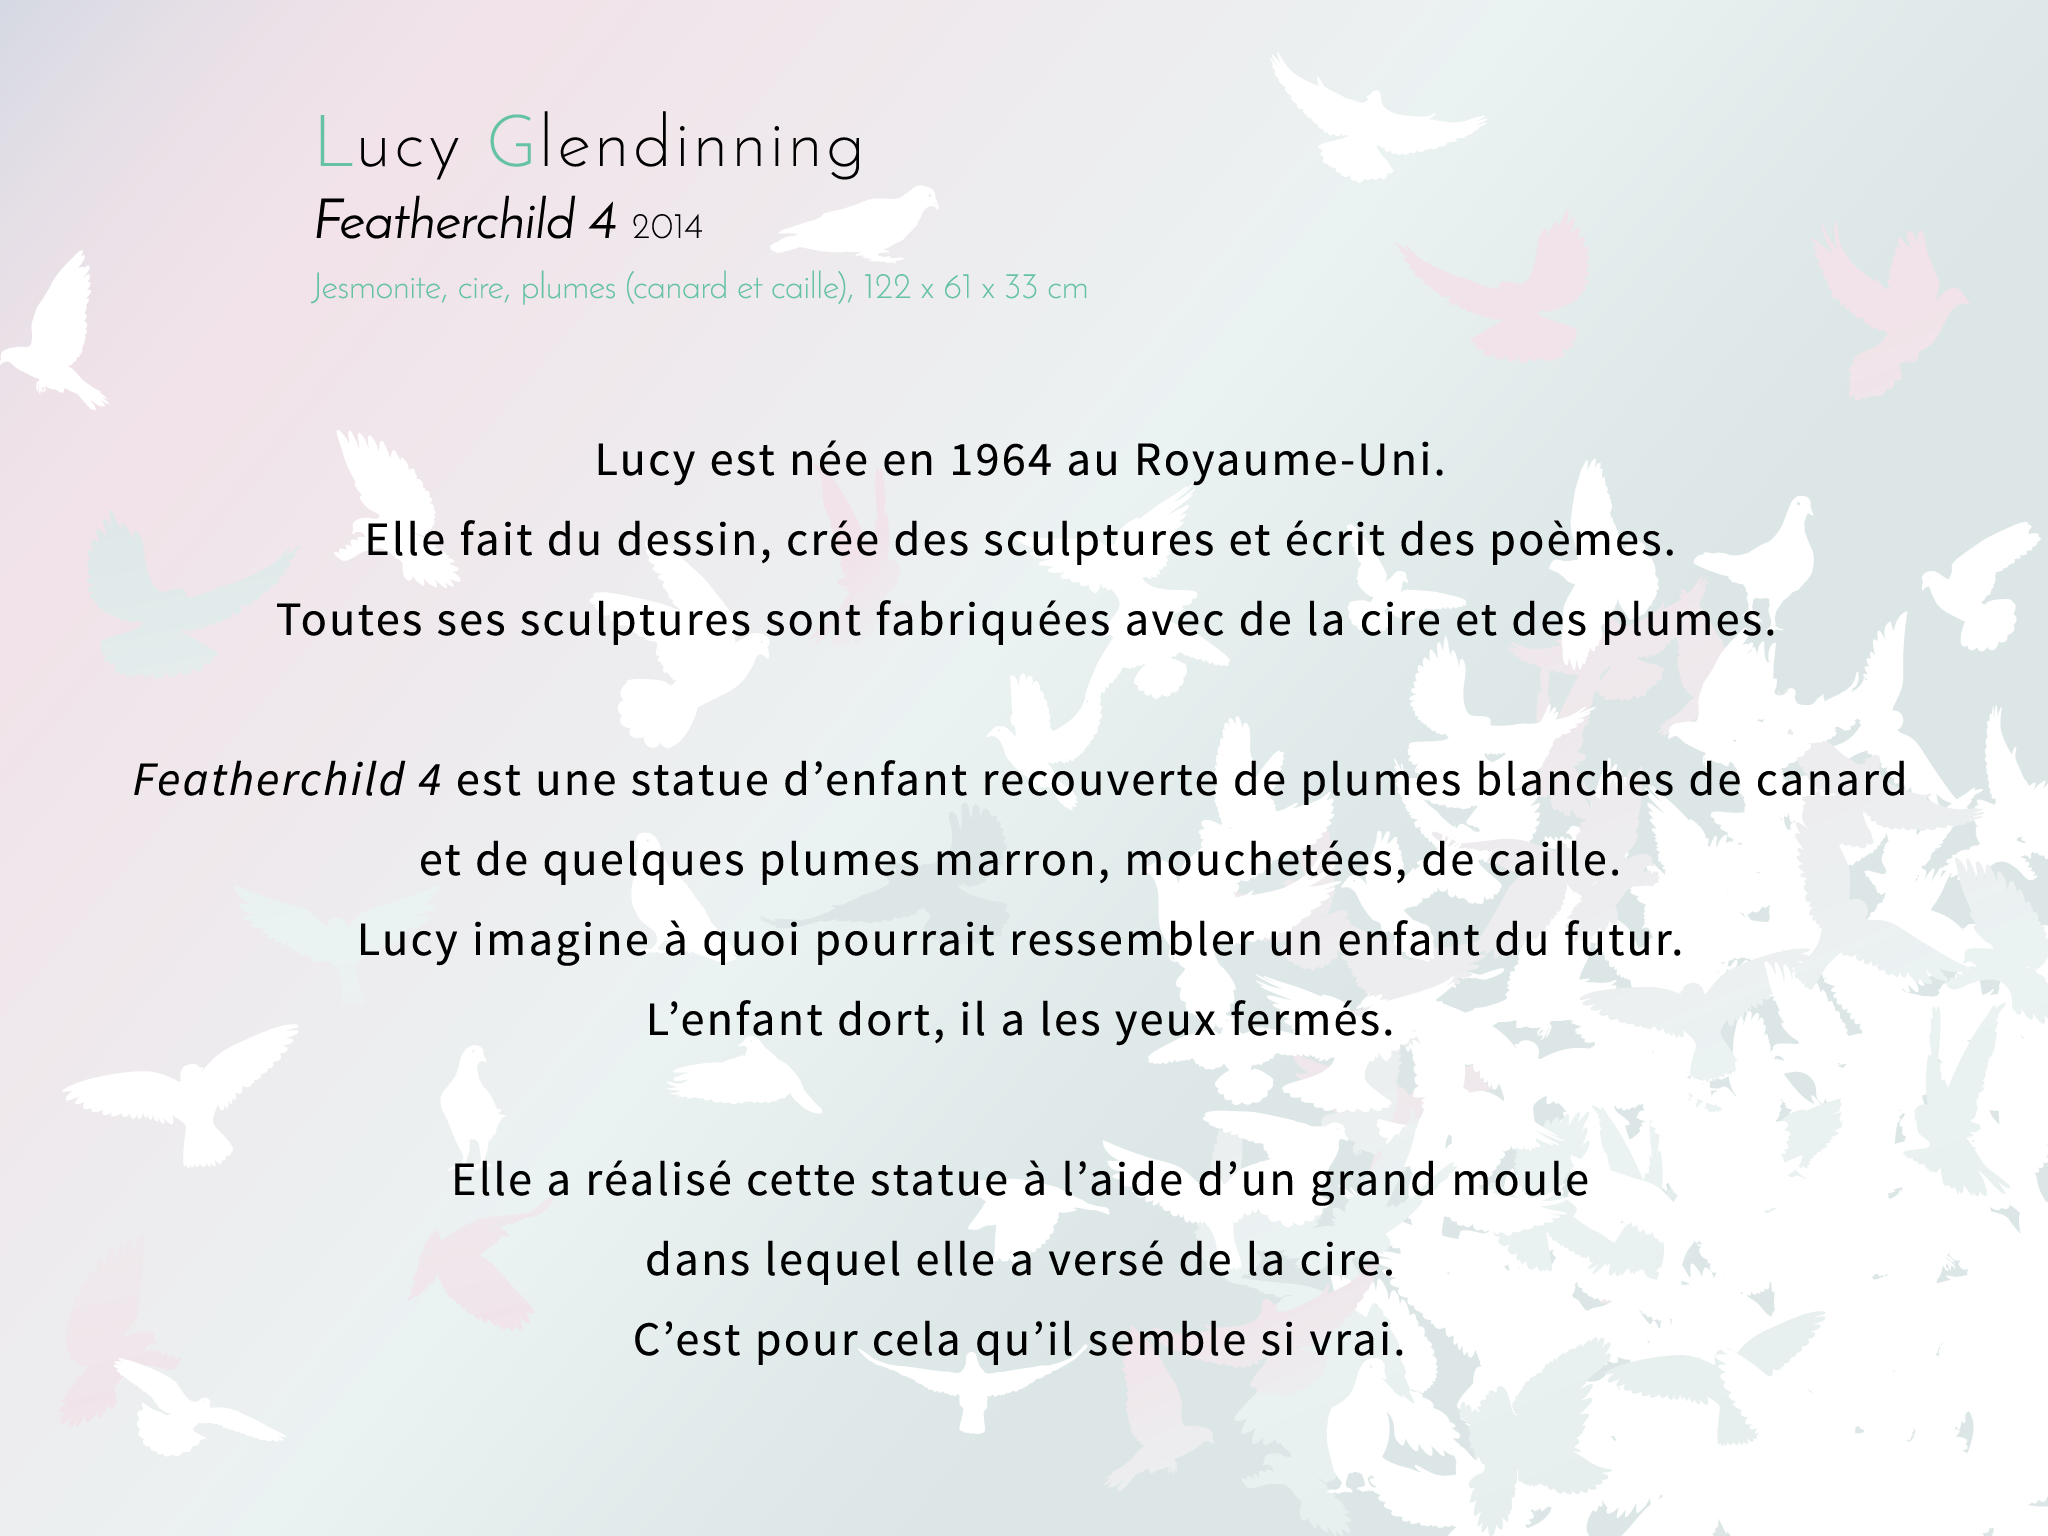 Lucy Glendinning
Featherchild 4 2014
Jesmonite, cire, plumes (canard et caille), 122 x 61 x 33 cm
Lucy est née en 1964 au Royaume-Uni.
Elle fait du dessin, crée des sculptures et écrit des poèmes.
Toutes ses sculptures sont fabriquées avec de la cire et des plumes.
Featherchild 4 est une statue d’enfant recouverte de plumes blanches de canard
et de quelques plumes marron, mouchetées, de caille.
Lucy imagine à quoi pourrait ressembler un enfant du futur.
L’enfant dort, il a les yeux fermés.
Elle a réalisé cette statue à l’aide d’un grand moule
dans lequel elle a versé de la cire.
C’est pour cela qu’il semble si vrai.